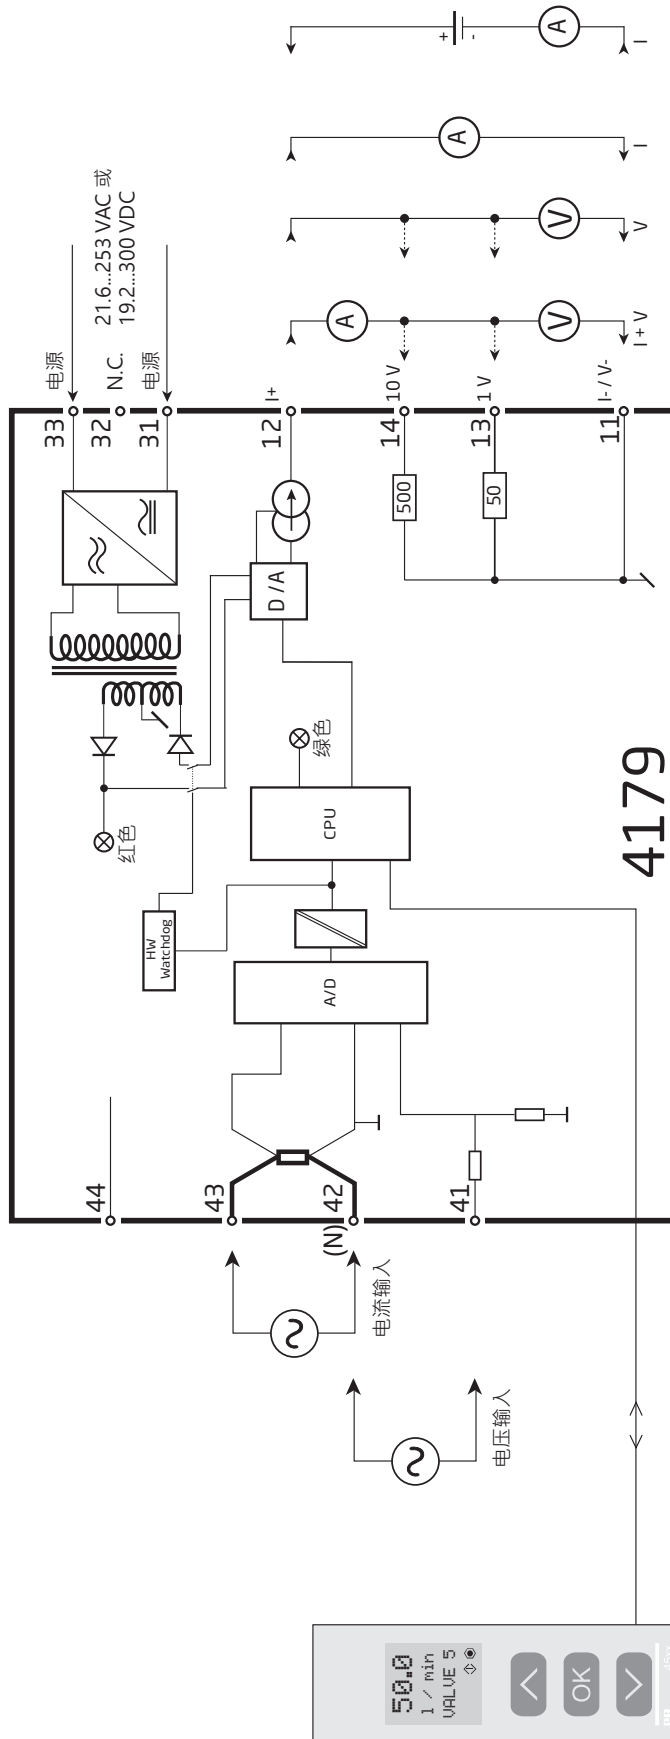 50.0
1 / min
VALVE 5
OK
电压输入
电流输入
44
43
42
(N)
41
HW
Watchdog
A/D
CPU
红色
绿色
D / A
4179
500
50
33
32
31
12
14
13
11
电源
N.C.
电源
21.6...253 VAC 或
19.2...300 VDC
I+
10 V
1 V
I- / V-
A
V
I + V
V
V
A
I
+
-
A
I